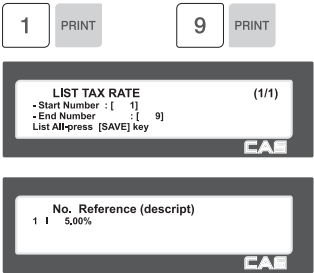 1 PRINT 9 PRINT
LIST TAX RATE (1/1)
- Start Number : [ 1]
- End Number : [ 9]
List All-press [SAVE] key
CAS
No. Reference (descript)
1 I 5.00%
CAS